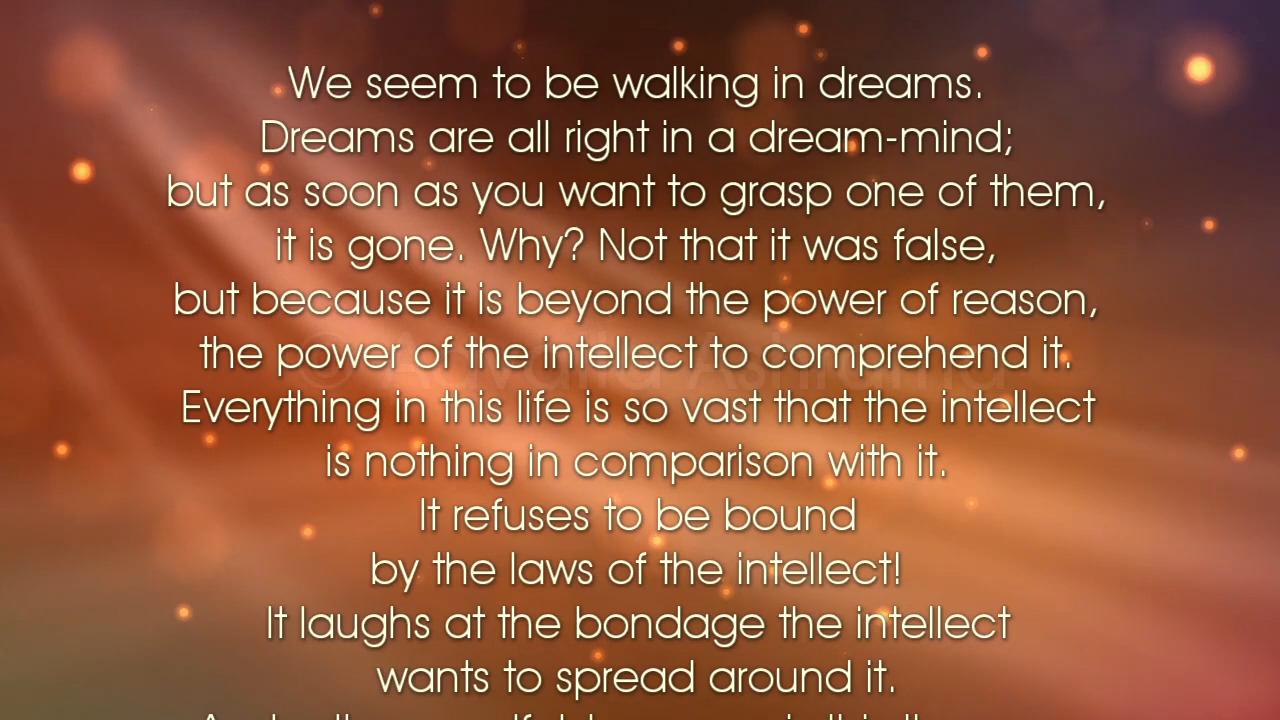 We seem to be walking in dreams.
Dreams are all right in a dream-mind;
but as soon as you want to grasp one of them,
it is gone. Why? Not that it was false,
but because it is beyond the power of reason,
the power of the intellect to comprehend it.
© Advaita Ashrama
Everything in this life is so vast that the intellect
is nothing in comparison with it.
It refuses to be bound
by the laws of the intellect!
It laughs at the bondage the intellect
wants to spread around it.